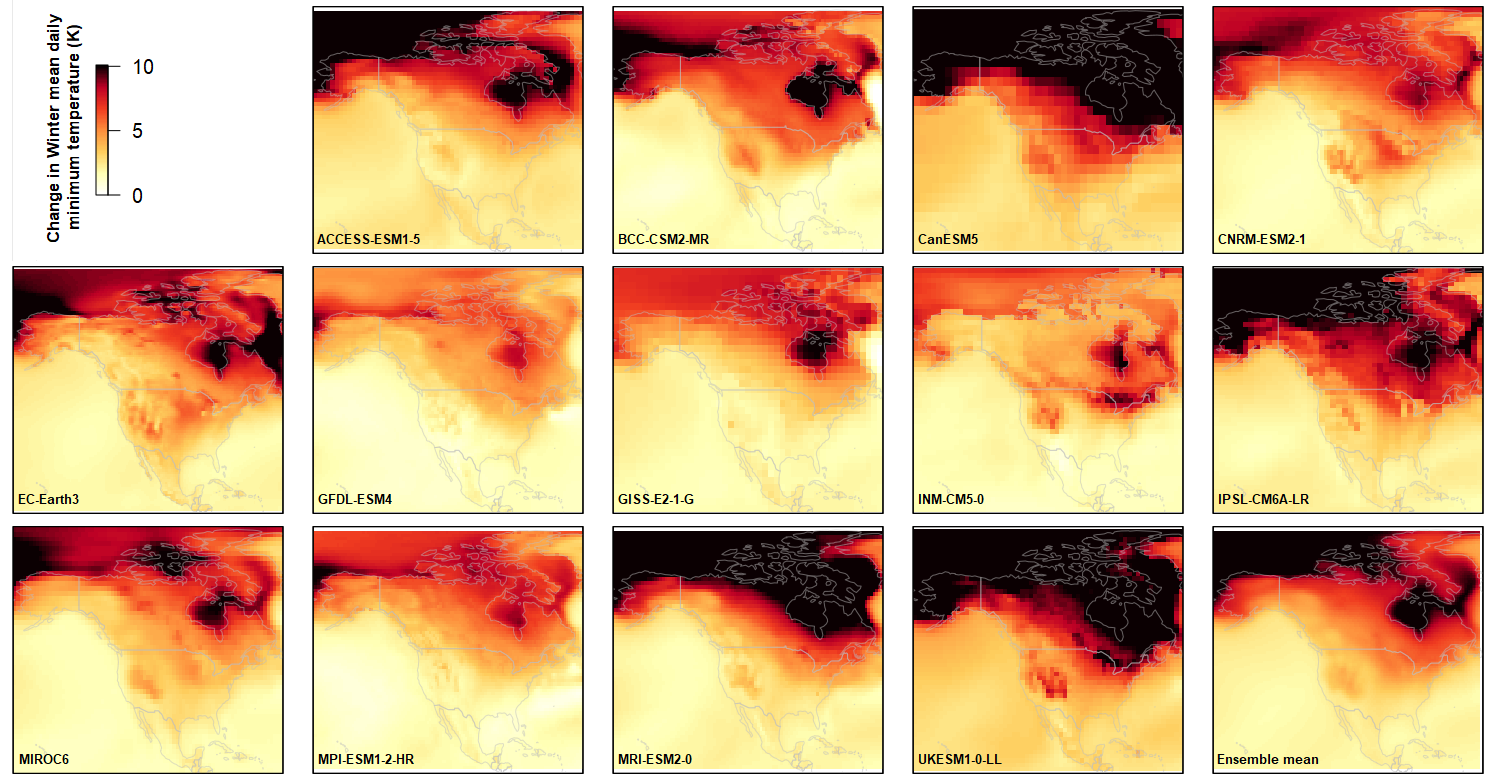 Change in Winter mean daily
minimum temperature (K)
10
5
0
ACCESS-ESM1-5
BCC-CSM2-MR
CanESM5
CNRM-ESM2-1
EC-Earth3
GFDL-ESM4
GISS-E2-1-G
INM-CM5-0
IPSL-CM6A-LR
MIROC6
MPI-ESM1-2-HR
MRI-ESM2-0
UKESM1-0-LL
Ensemble mean